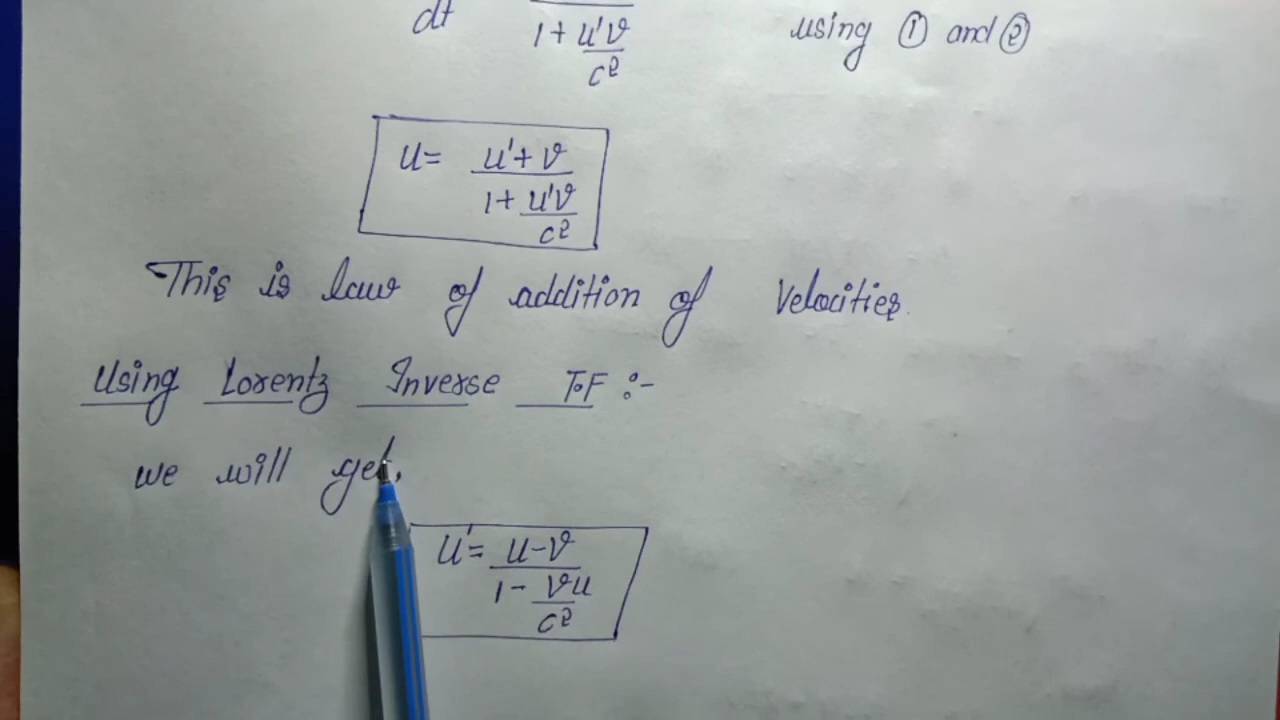 dt 1 + u'v/c² using ① and ②
u = (u' + v)/(1 + u'v/c²)
This is law of addition of Velocities.
Using Lorentz Inverse T.F :-
we will get,
u' = (u - v)/(1 - vu/c²)